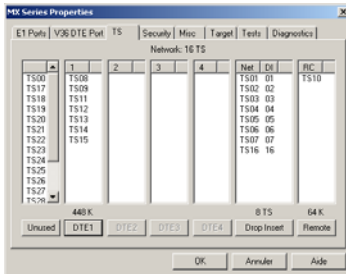 MX Series Properties
E1 Ports V36 DTE Port TS Security Misc Target Tests Diagnostics
Network: 16 TS
1 2 3 4 Net DI RC
TS00 TS08 TS01 01 TS10
TS17 TS09 TS02 02
TS18 TS11 TS03 03
TS19 TS12 TS04 04
TS20 TS13 TS05 05
TS21 TS14 TS06 06
TS22 TS15 TS07 07
TS23 TS16 16
TS24
TS25
TS26
TS27
TS28
448 K 8 TS 64 K
Unused DTE1 DTE2 DTE3 DTE4 Drop Insert Remote
OK Annuler Aide